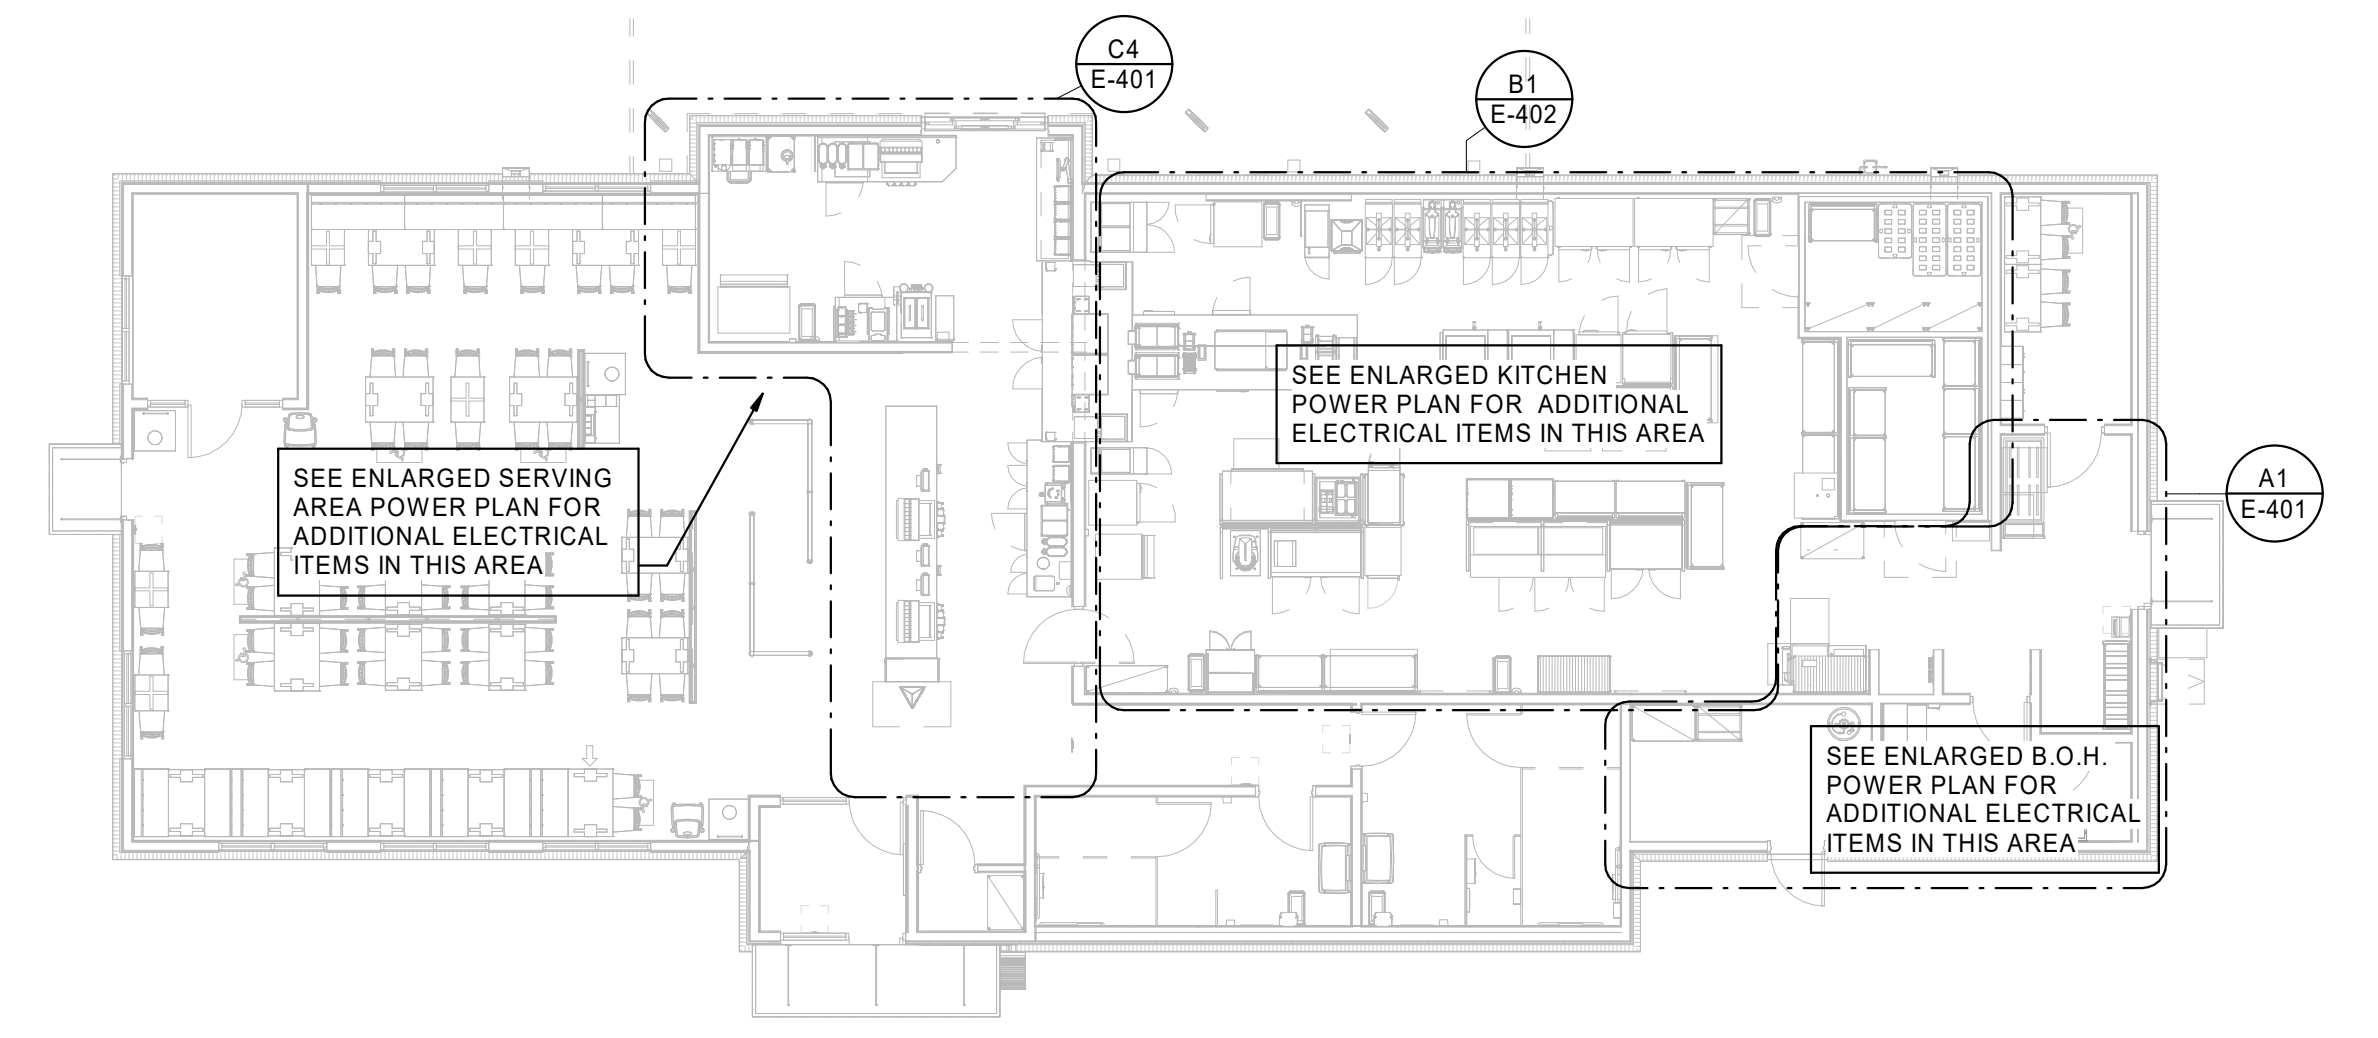 C4
E-401
B1
E-402
SEE ENLARGED KITCHEN
POWER PLAN FOR ADDITIONAL
ELECTRICAL ITEMS IN THIS AREA
SEE ENLARGED SERVING
AREA POWER PLAN FOR
ADDITIONAL ELECTRICAL
ITEMS IN THIS AREA
A1
E-401
SEE ENLARGED B.O.H.
POWER PLAN FOR
ADDITIONAL ELECTRICAL
ITEMS IN THIS AREA